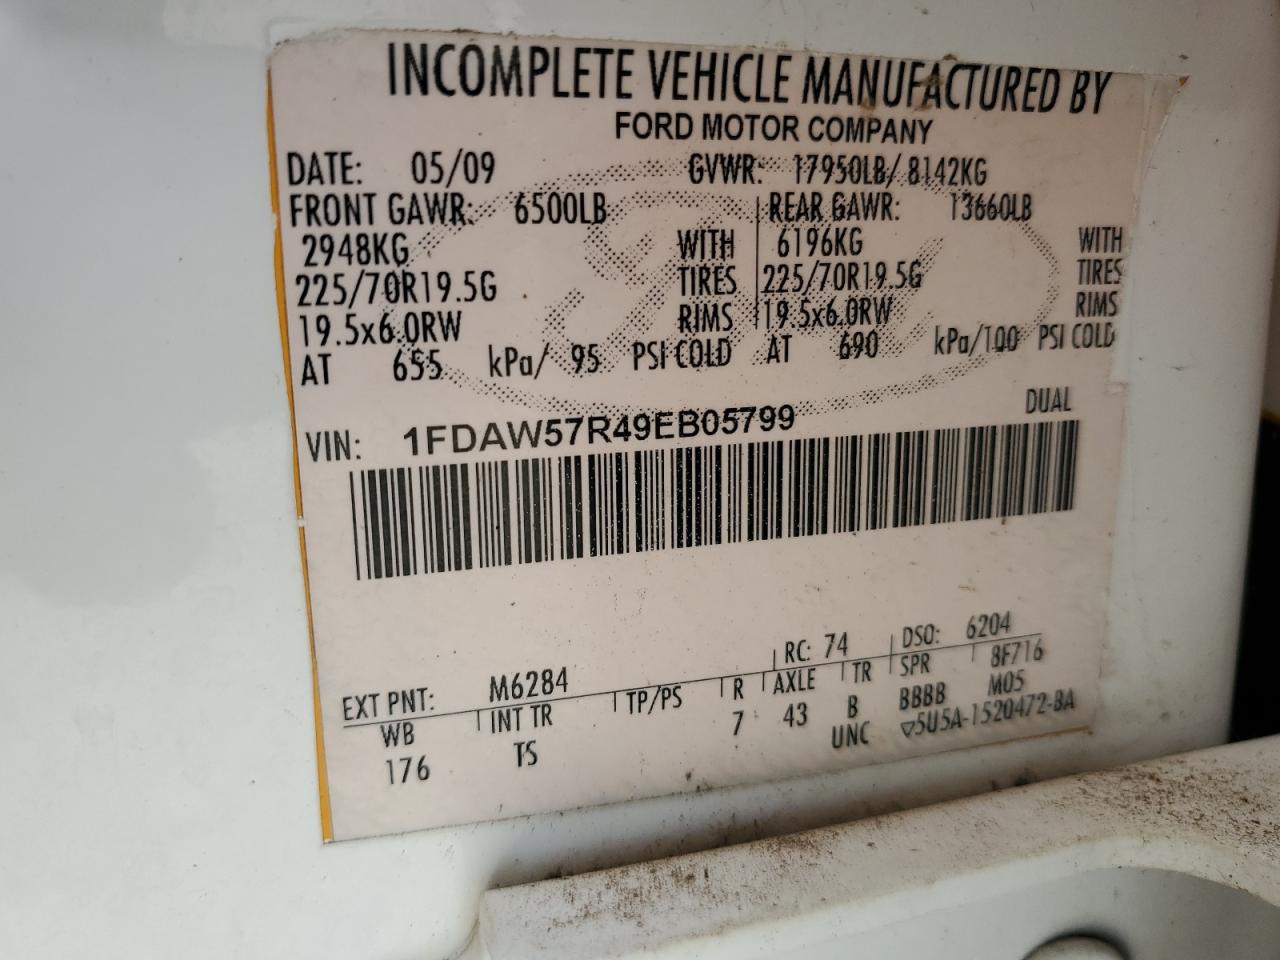 INCOMPLETE VEHICLE MANUFACTURED BY
FORD MOTOR COMPANY
DATE: 05/09 GVWR: 17950LB/ 8142KG
FRONT GAWR: 6500LB REAR GAWR: 13660LB
2948KG WITH 6196KG WITH
225/70R19.5G TIRES 225/70R19.5G TIRES
19.5x6.0RW RIMS 19.5x6.0RW RIMS
AT 655 kPa/ 95 PSI COLD AT 690 kPa/100 PSI COLD
DUAL
VIN: 1FDAW57R49EB05799
EXT PNT: M6284 RC: 74 DSO: 6204
WB INT TR TP/PS R AXLE TR SPR 8F716
176 TS 7 43 B BBBB M05
UNC ▽5U5A-1520472-BA